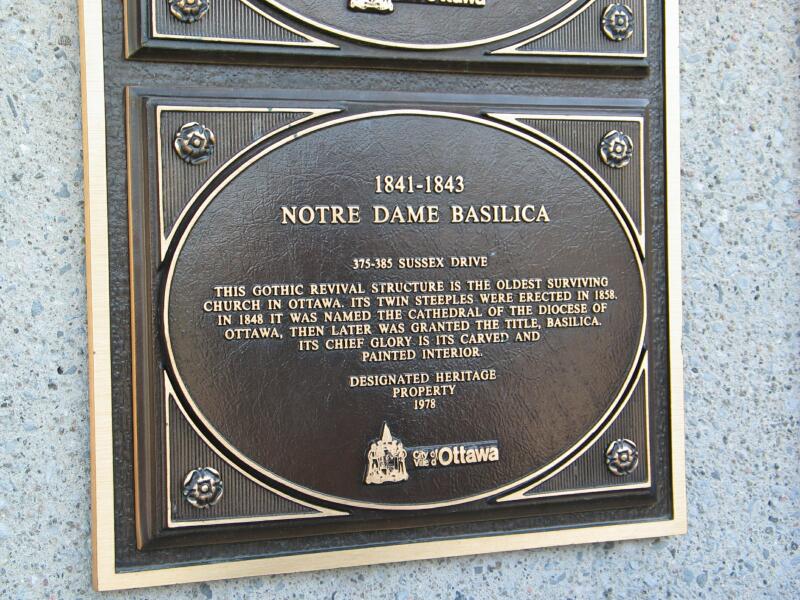 Ottawa
1841-1843
NOTRE DAME BASILICA
375-385 SUSSEX DRIVE
THIS GOTHIC REVIVAL STRUCTURE IS THE OLDEST SURVIVING
CHURCH IN OTTAWA. ITS TWIN STEEPLES WERE ERECTED IN 1858.
IN 1848 IT WAS NAMED THE CATHEDRAL OF THE DIOCESE OF
OTTAWA, THEN LATER WAS GRANTED THE TITLE, BASILICA.
ITS CHIEF GLORY IS ITS CARVED AND
PAINTED INTERIOR.
DESIGNATED HERITAGE
PROPERTY
1978
City of
Ville d'
Ottawa